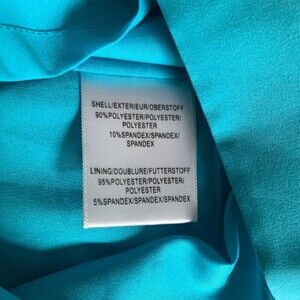 SHELL/EXTERIEUR/OBERSTOFF
90%POLYESTER/POLYESTER/
POLYESTER
10%SPANDEX/SPANDEX/
SPANDEX
LINING/DOUBLURE/FUTTERSTOFF
95%POLYESTER/POLYESTER/
POLYESTER
5%SPANDEX/SPANDEX/SPANDEX